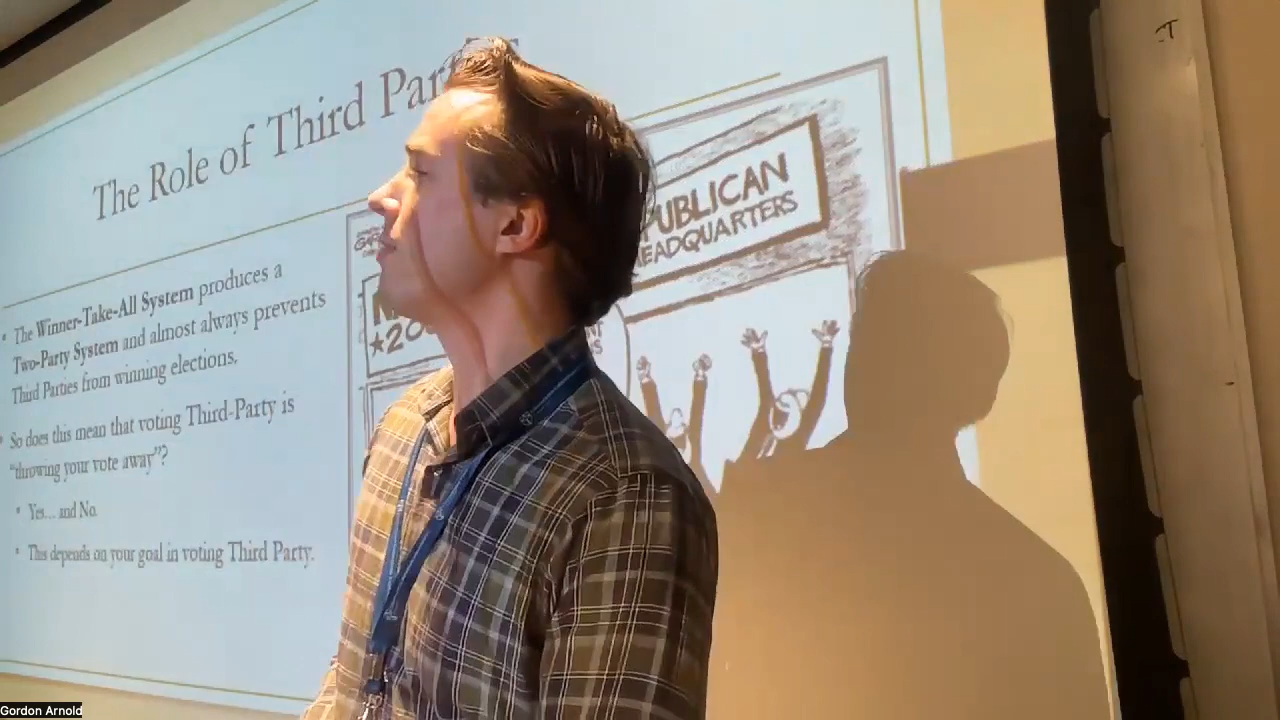 The Role of Third
The Winner-Take-All System produces a
Two-Party System and almost always prevents
Third Parties from winning elections.
So does this mean that voting Third-Party is
"throwing your vote away"?
Yes... and No.
This depends on your goal in voting Third Party.
PUBLICAN
EADQUARTERS
CT
Gordon Arnold